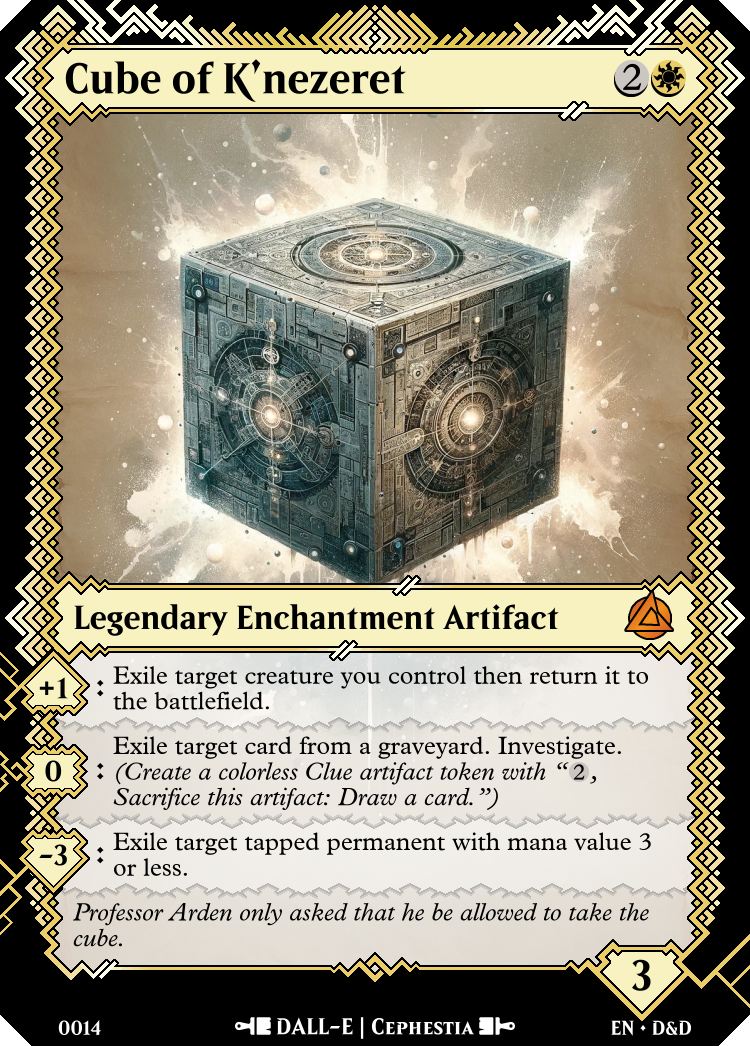 Cube of K'nezeret 2
Legendary Enchantment Artifact
+1 : Exile target creature you control then return it to
the battlefield.
0 : Exile target card from a graveyard. Investigate.
(Create a colorless Clue artifact token with “2,
Sacrifice this artifact: Draw a card.”)
−3 : Exile target tapped permanent with mana value 3
or less.
Professor Arden only asked that he be allowed to take the
cube.
3
0014 DALL-E | Cephestia EN • D&D